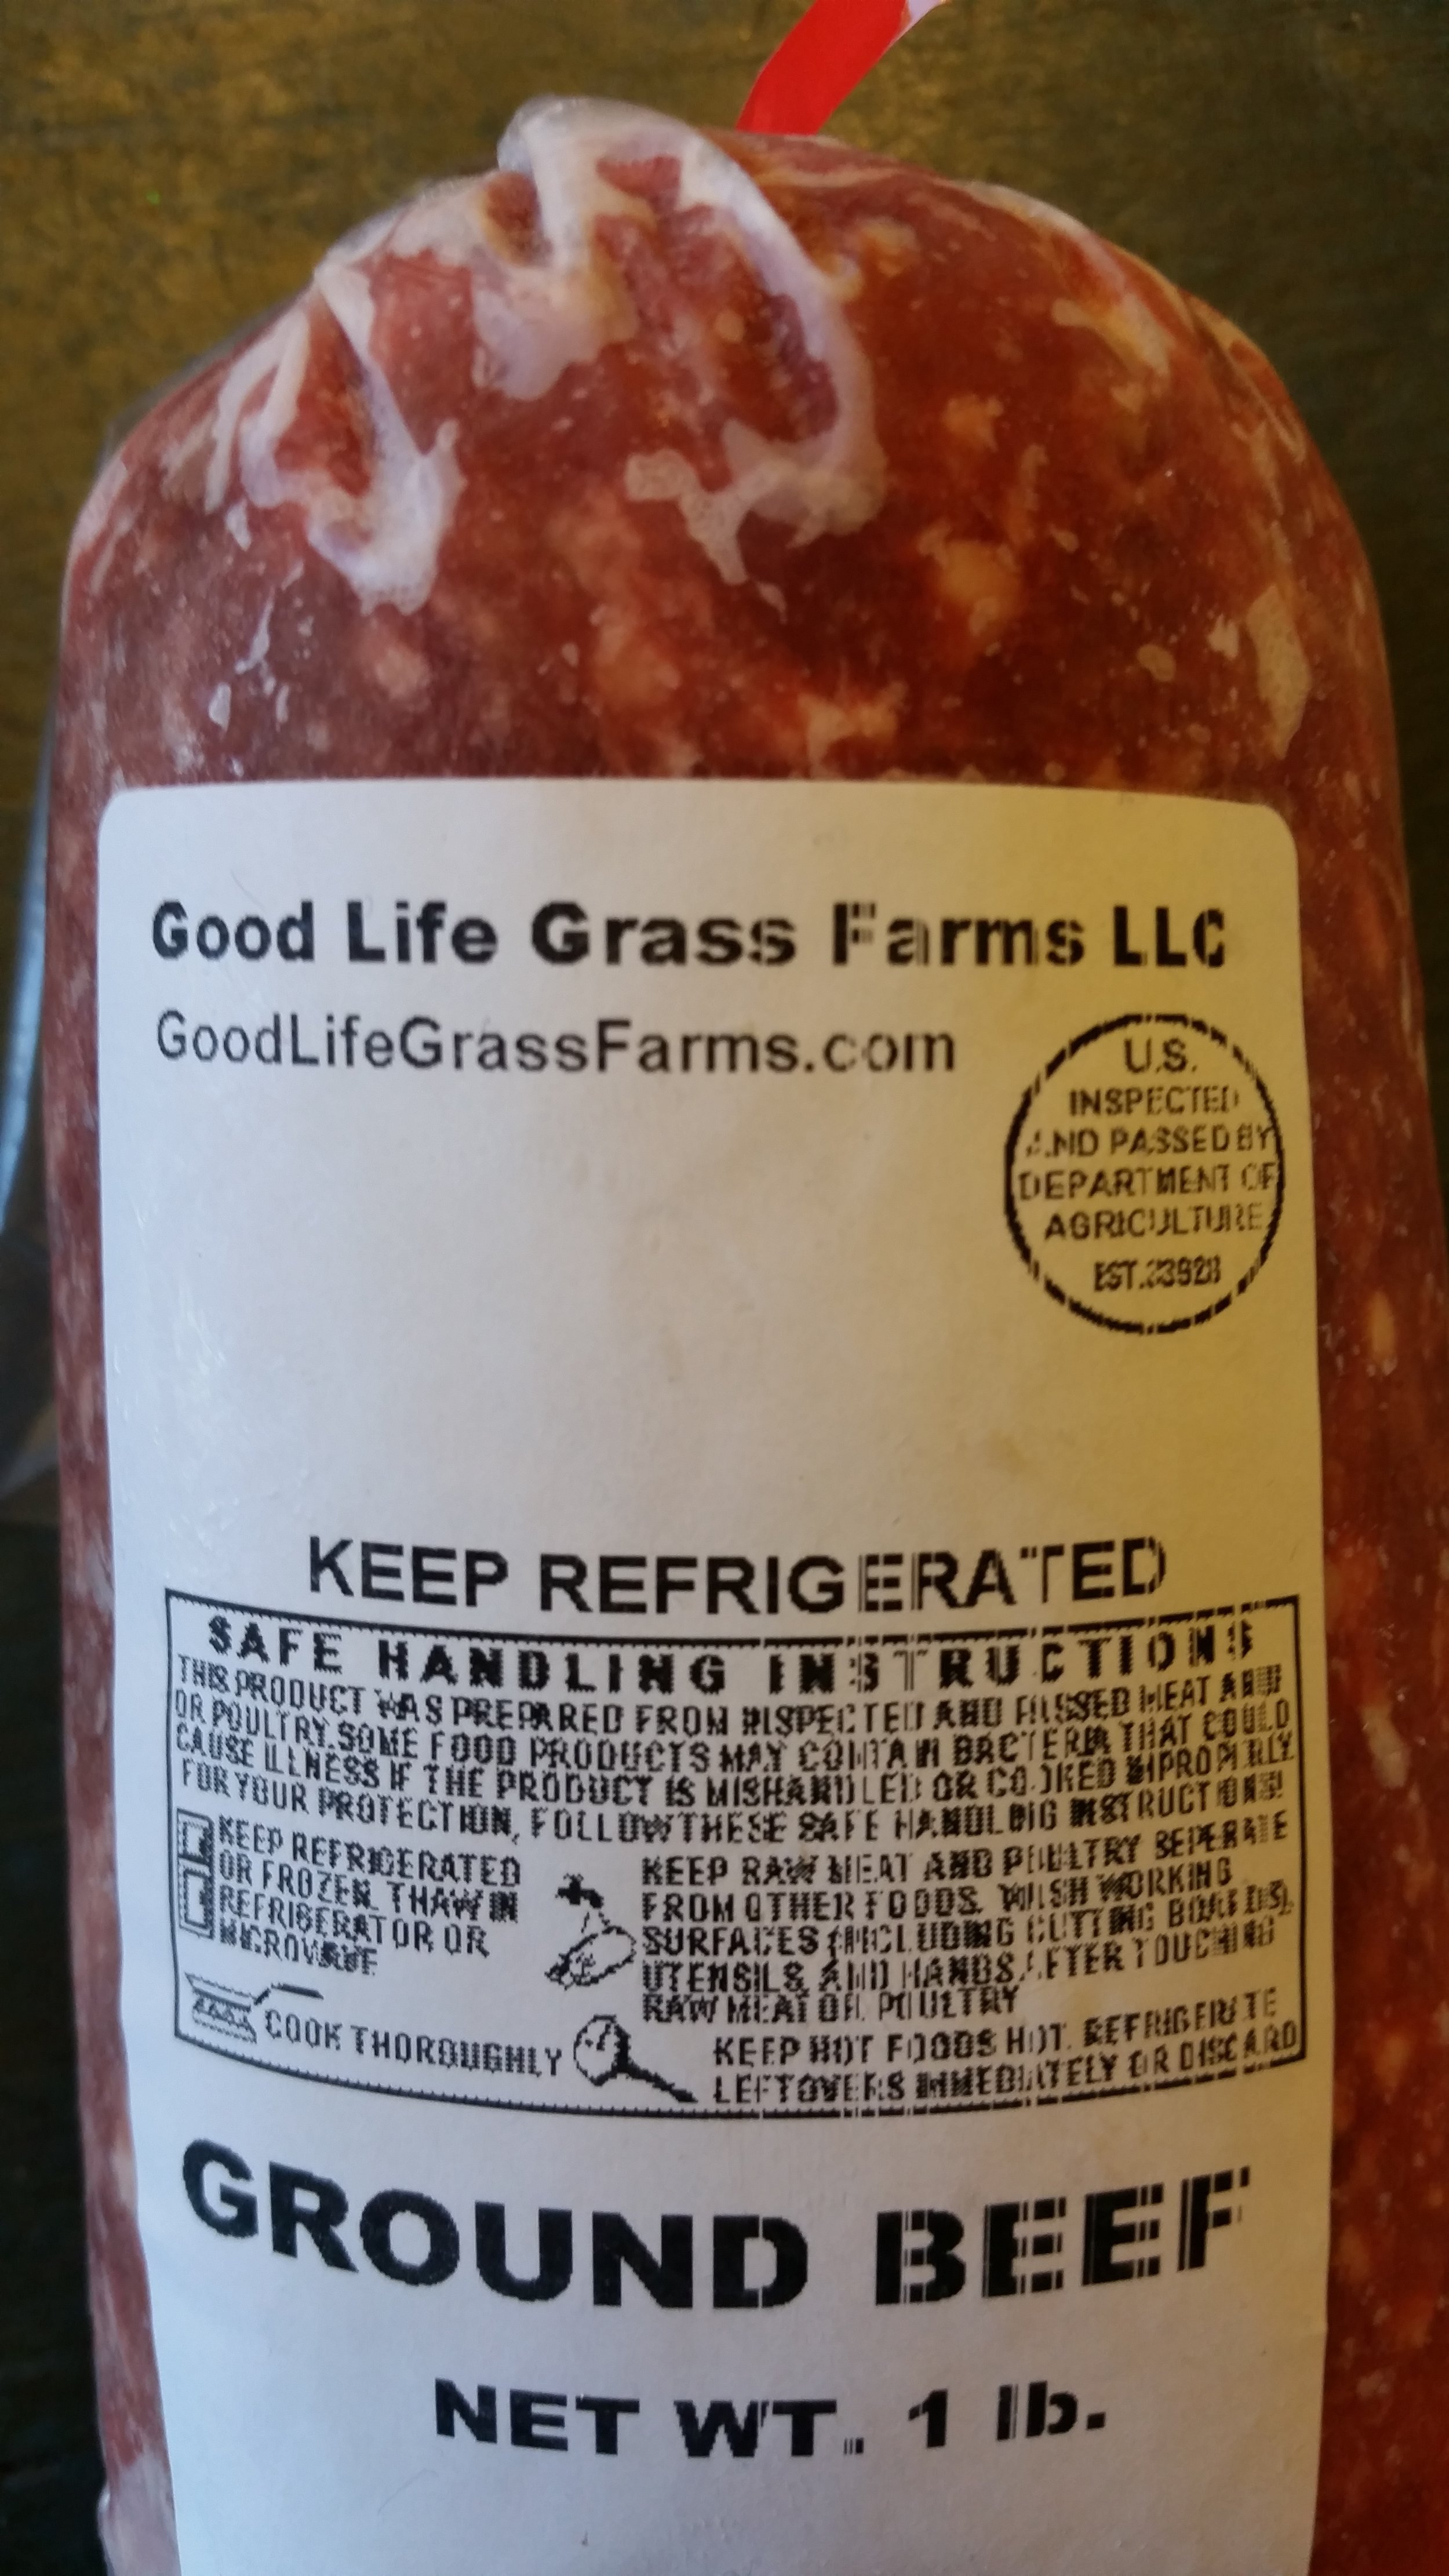 Good Life Grass Farms LLC
GoodLifeGrassFarms.com
U.S.
INSPECTED
AND PASSED BY
DEPARTMENT OF
AGRICULTURE
EST.
KEEP REFRIGERATED
SAFE HANDLING INSTRUCTIONS
THIS PRODUCT WAS PREPARED FROM INSPECTED AND PASSED MEAT AND
OR POULTRY. SOME FOOD PRODUCTS MAY CONTAIN BACTERIA THAT COULD
CAUSE ILLNESS IF THE PRODUCT IS MISHANDLED OR COOKED IMPROPERLY.
FOR YOUR PROTECTION, FOLLOW THESE SAFE HANDLING INSTRUCTIONS!
KEEP REFRIGERATED
OR FROZEN. THAW IN
REFRIGERATOR OR
MICROWAVE
KEEP RAW MEAT AND POULTRY SEPERATE
FROM OTHER FOODS. WASH WORKING
SURFACES (INCLUDING CUTTING BOARDS),
UTENSILS, AND HANDS AFTER TOUCHING
RAW MEAT OR POULTRY
COOK THOROUGHLY
KEEP HOT FOODS HOT. REFRIGERATE
LEFTOVERS IMMEDIATELY OR DISCARD
GROUND BEEF
NET WT. 1 lb.